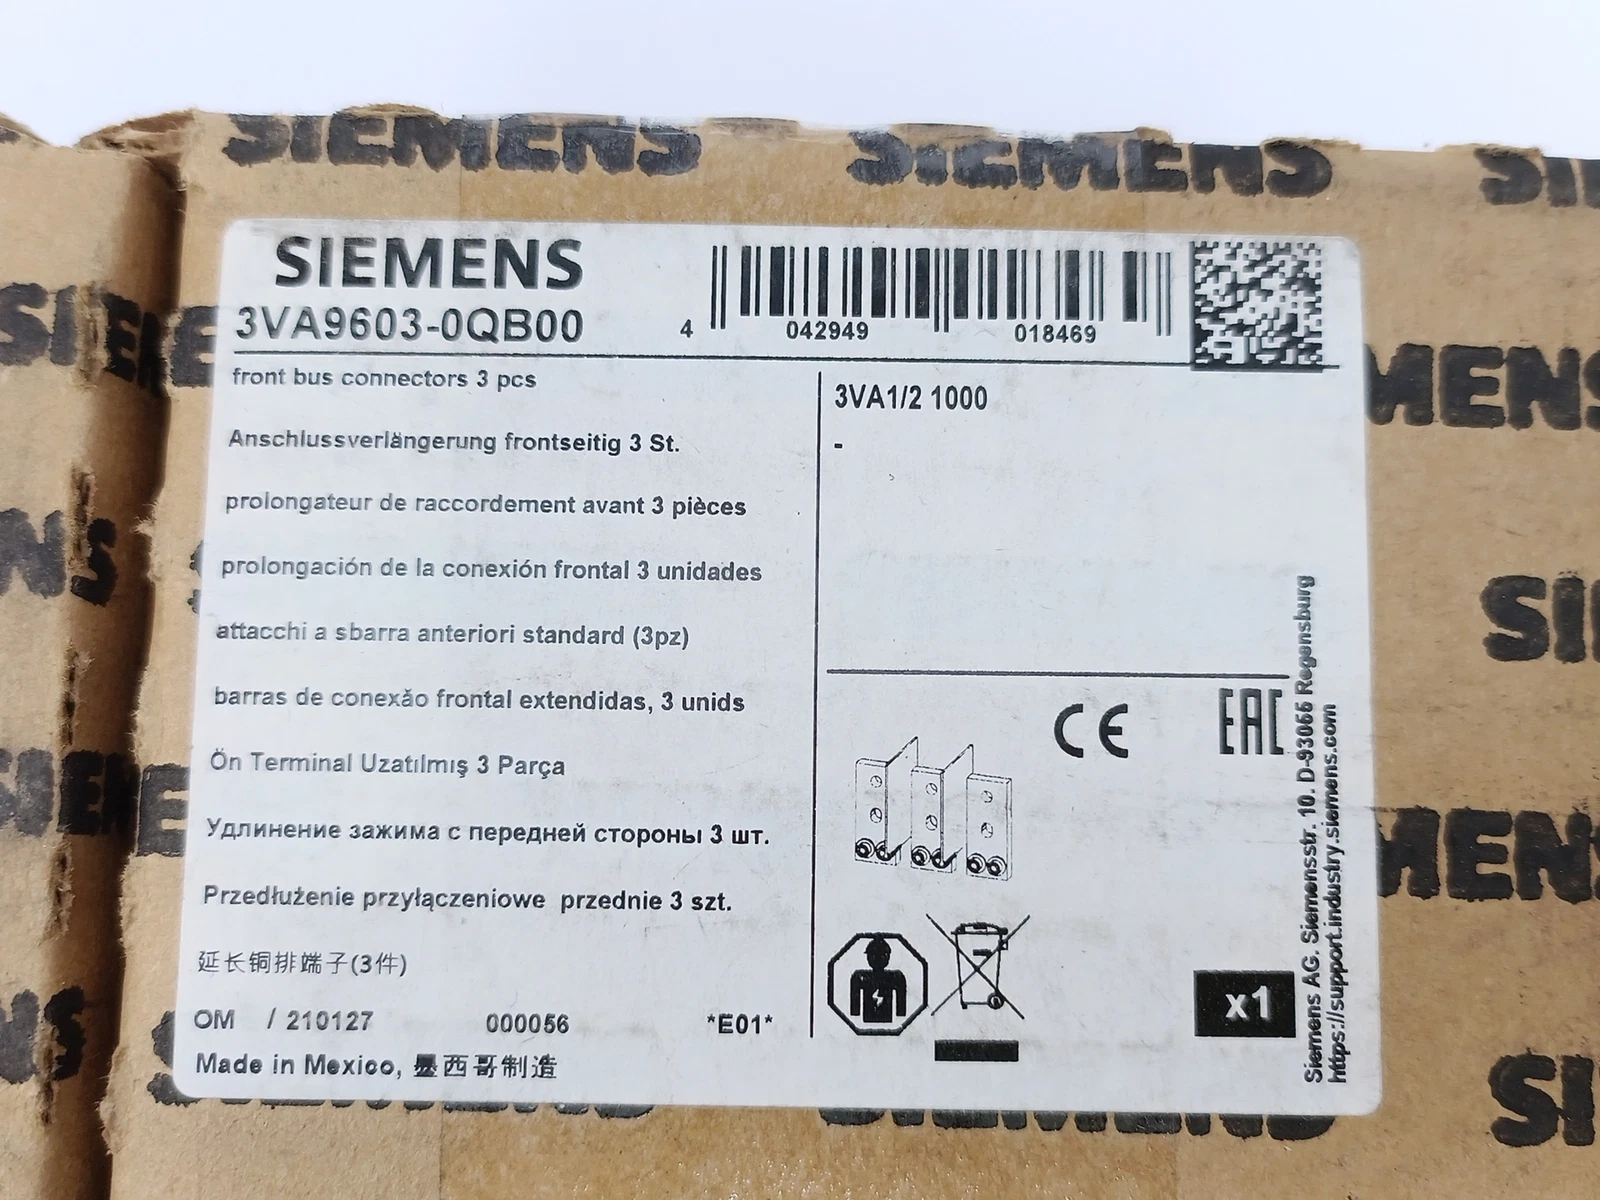 SIEMENS SIEMENS
SIEMENS
3VA9603-0QB00
4 042949 018469
front bus connectors 3 pcs
Anschlussverlängerung frontseitig 3 St.
prolongateur de raccordement avant 3 pièces
prolongación de la conexión frontal 3 unidades
attacchi a sbarra anteriori standard (3pz)
barras de conexão frontal extendidas, 3 unids
Ön Terminal Uzatılmış 3 Parça
Удлинение зажима с передней стороны 3 шт.
Przedłużenie przyłączeniowe przednie 3 szt.
延长铜排端子(3件)
OM / 210127 000056 *E01*
Made in Mexico, 墨西哥制造
3VA1/2 1000
-
CE EAC
x1
Siemens AG. Siemensstr. 10. D-93055 Regensburg
https://support.industry.siemens.com